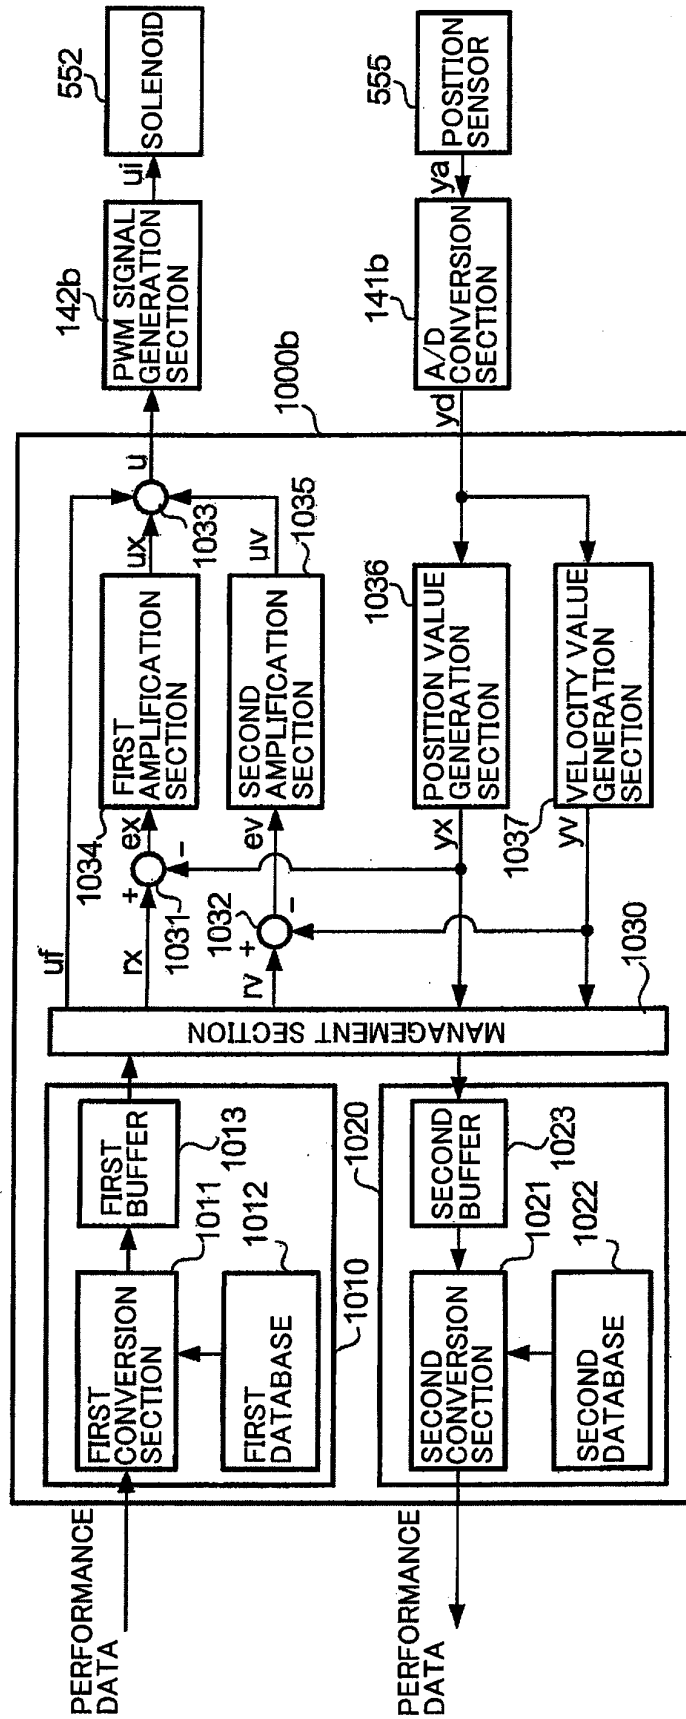 PERFORMANCE
DATA
FIRST
CONVERSION
SECTION
1011
FIRST
DATABASE
1012
FIRST
BUFFER
1013
1010
PERFORMANCE
DATA
SECOND
CONVERSION
SECTION
1021
SECOND
DATABASE
1022
SECOND
BUFFER
1023
1020
MANAGEMENT SECTION
1030
uf
rx
+
-
1031
ex
rv
+
-
1032
ev
1034
FIRST
AMPLIFICATION
SECTION
SECOND
AMPLIFICATION
SECTION
1035
ux
uv
1033
u
yx
POSITION VALUE
GENERATION
SECTION
1036
yv
VELOCITY VALUE
GENERATION
SECTION
1037
1000b
142b
PWM SIGNAL
GENERATION
SECTION
ui
552
SOLENOID
yd
141b
A/D
CONVERSION
SECTION
ya
555
POSITION
SENSOR